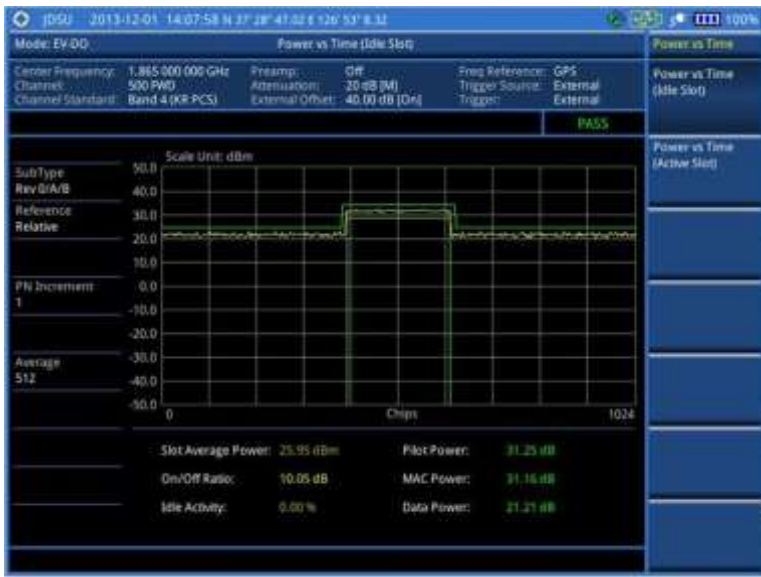 JDSU 2013-12-01 14:07:58 N 37° 28' 47.02 E 126° 53' 8.32 100%
Mode: EV-DO Power vs Time (Idle Slot) Power vs Time
Center Frequency: 1.865 000 000 GHz Preamp: Off Freq Reference: GPS
Channel: 500 FWD Attenuation: 20 dB [M] Trigger Source: External
Channel Standard: Band 4 (KR PCS) External Offset: 40.00 dB [On] Trigger: External
Power vs Time
(Idle Slot)
PASS
Power vs Time
(Active Slot)
Scale Unit: dBm
SubType
Rev 0/A/B
Reference
Relative
PN Increment
1
Average
512
50.0
40.0
30.0
20.0
10.0
0.0
-10.0
-20.0
-30.0
-40.0
-50.0
0 Chips 1024
Slot Average Power: 25.95 dBm Pilot Power: 31.25 dB
On/Off Ratio: 10.05 dB MAC Power: 31.16 dB
Idle Activity: 0.00 % Data Power: 21.21 dB